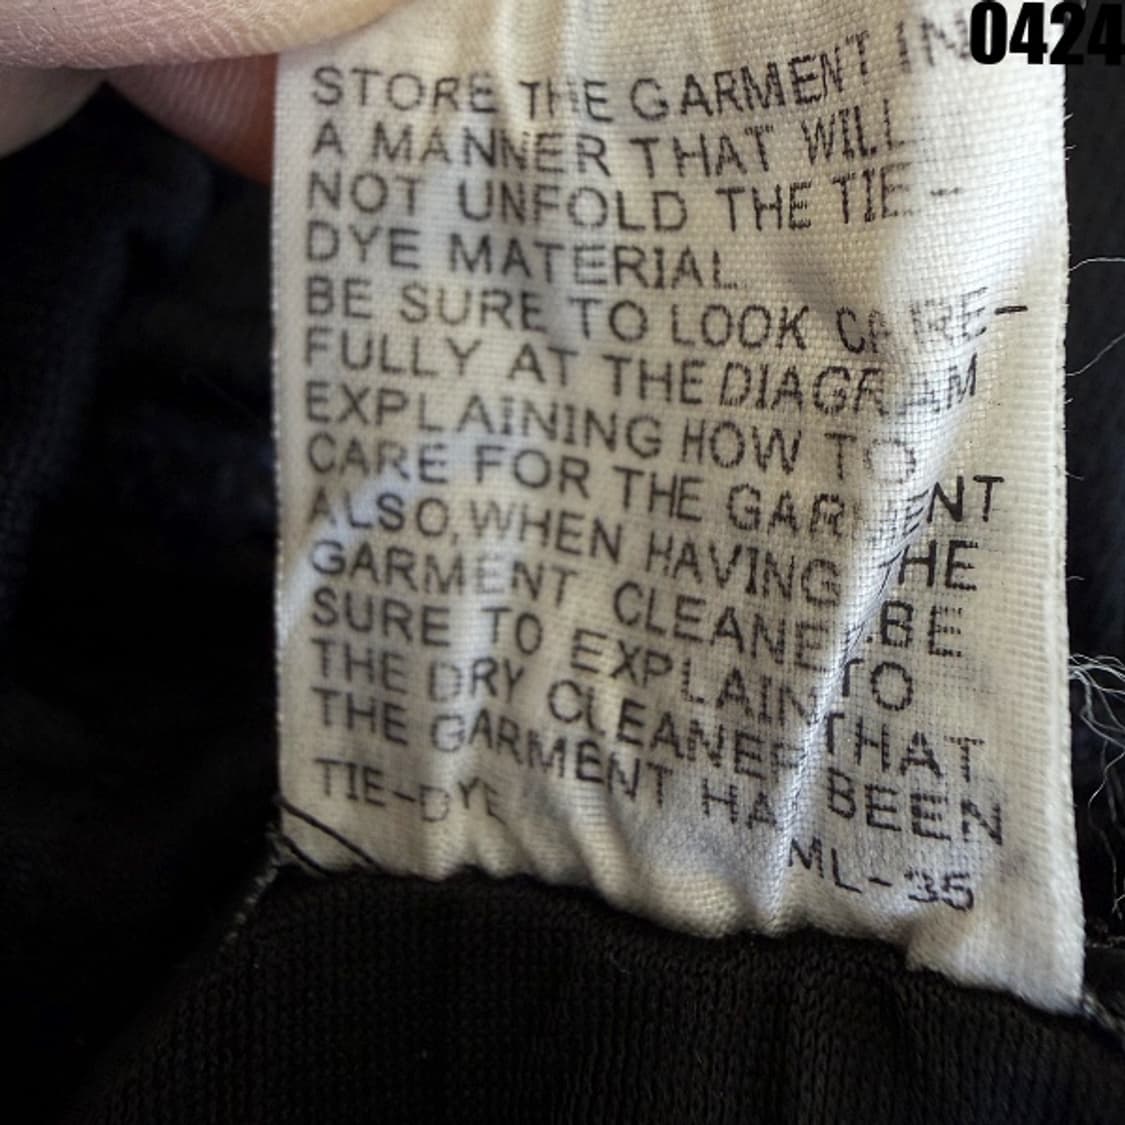 0424
STORE THE GARMENT IN
A MANNER THAT WILL
NOT UNFOLD THE TIE-
DYE MATERIAL
BE SURE TO LOOK CARE-
FULLY AT THE DIAGRAM
EXPLAINING HOW TO
CARE FOR THE GARMENT
ALSO, WHEN HAVING THE
GARMENT CLEANED.BE
SURE TO EXPLAIN TO
THE DRY CLEANER THAT
THE GARMENT HAS BEEN
TIE-DYE
ML-35